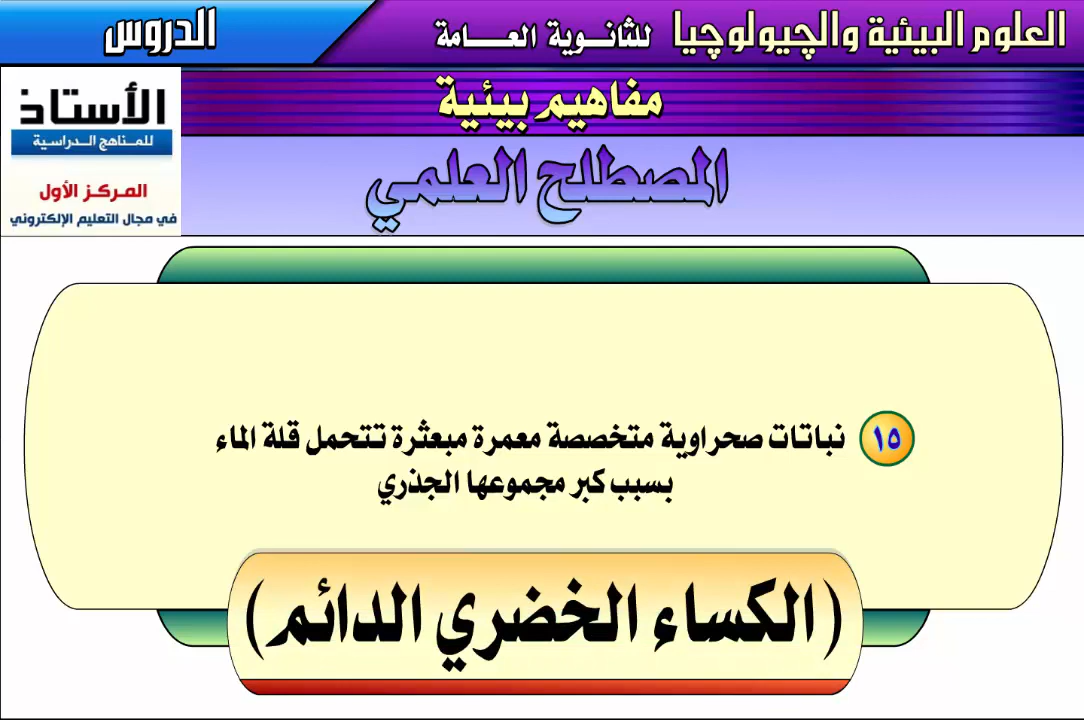 العلوم البيئية والچيولوچيا للثانوية العامة
الدروس
الأستاذ
للمناهج الدراسية
المركز الأول
في مجال التعليم الإلكتروني
مفاهيم بيئية
المصطلح العلمي
١٥ نباتات صحراوية متخصصة معمرة مبعثرة تتحمل قلة الماء
بسبب كبر مجموعها الجذري
(الكساء الخضري الدائم)